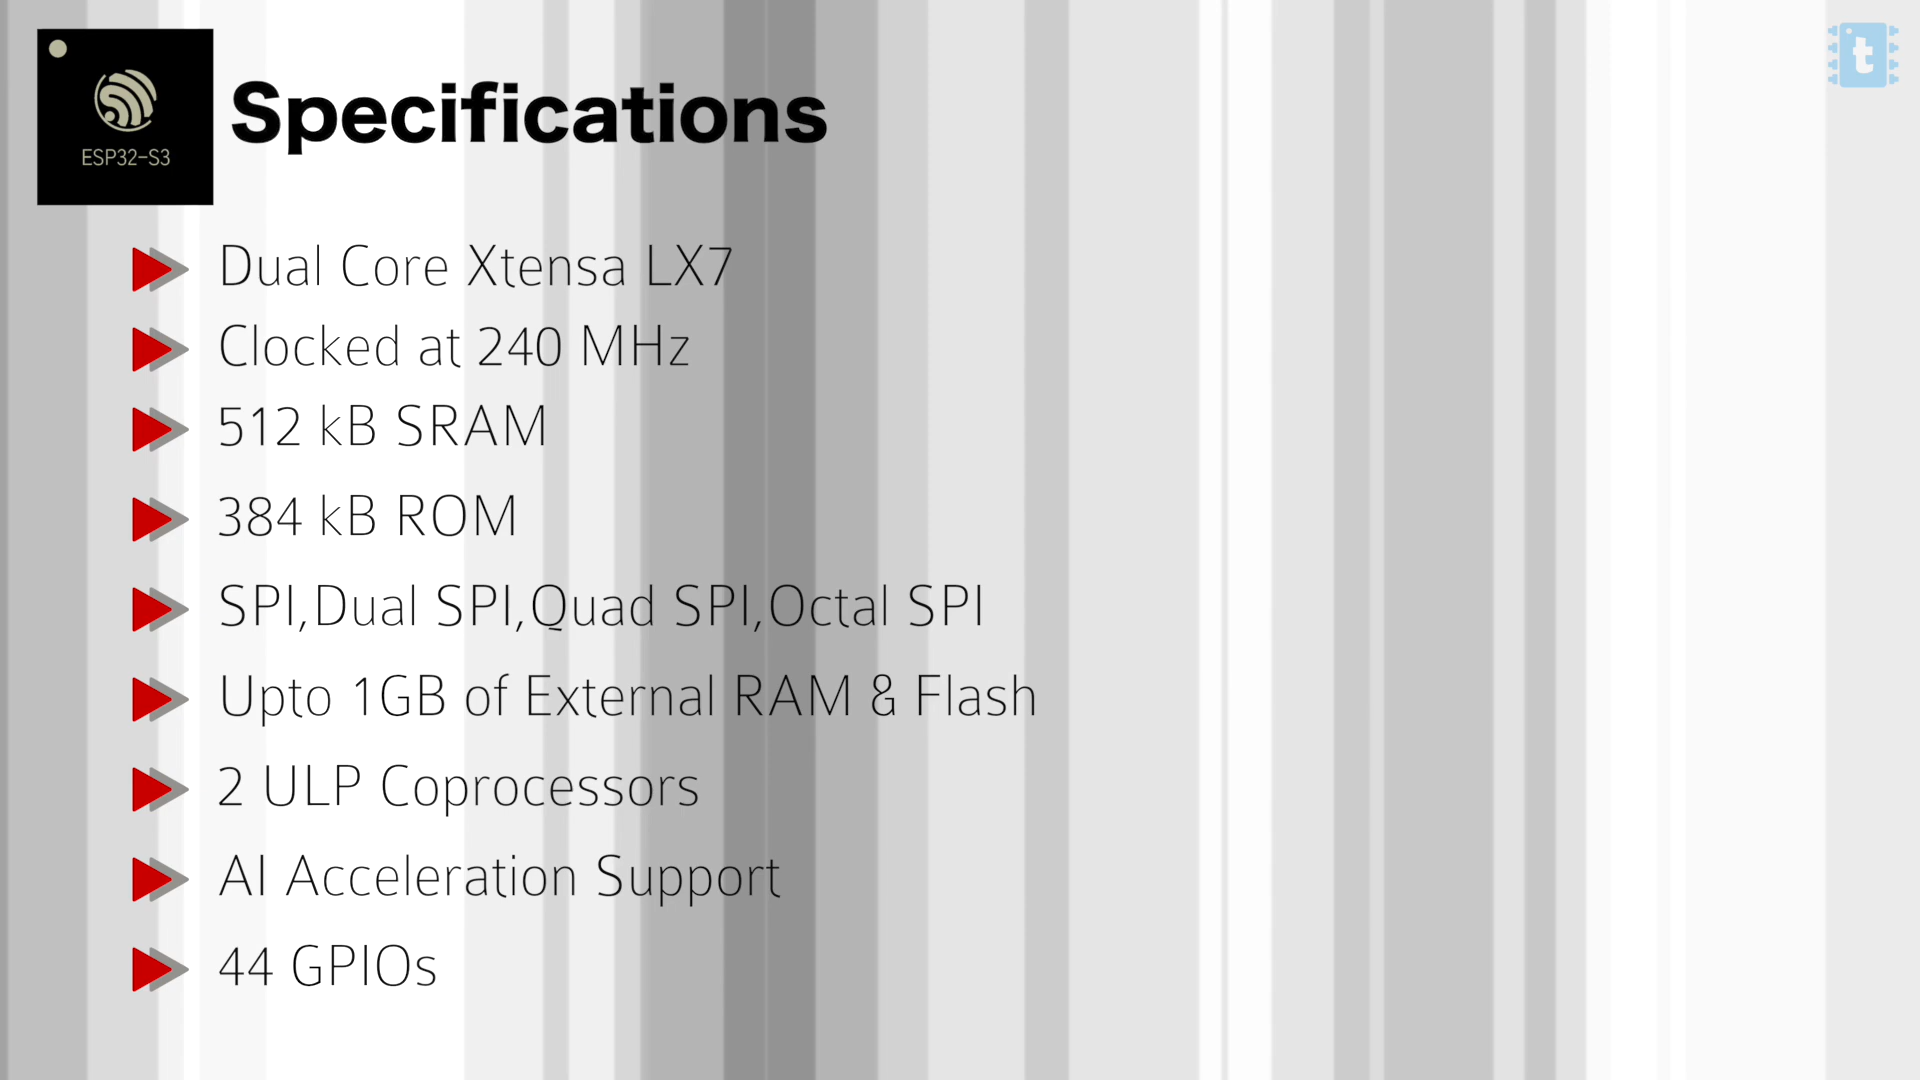 ESP32-S3
Specifications
Dual Core Xtensa LX7
Clocked at 240 MHz
512 kB SRAM
384 kB ROM
SPI,Dual SPI,Quad SPI,Octal SPI
Upto 1GB of External RAM & Flash
2 ULP Coprocessors
AI Acceleration Support
44 GPIOs
t